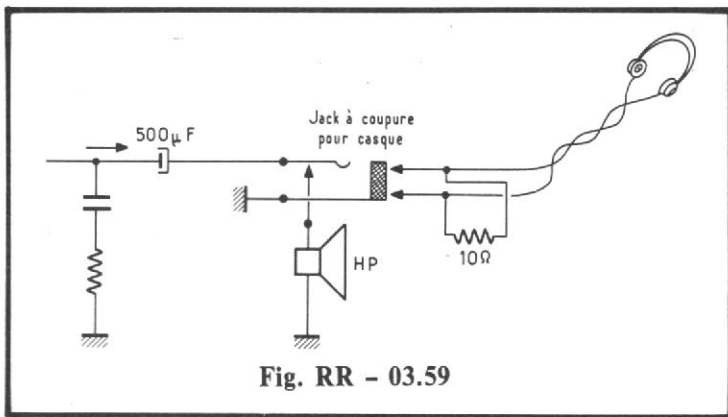 Jack à coupure
pour casque
500µF
HP
10Ω
Fig. RR - 03.59